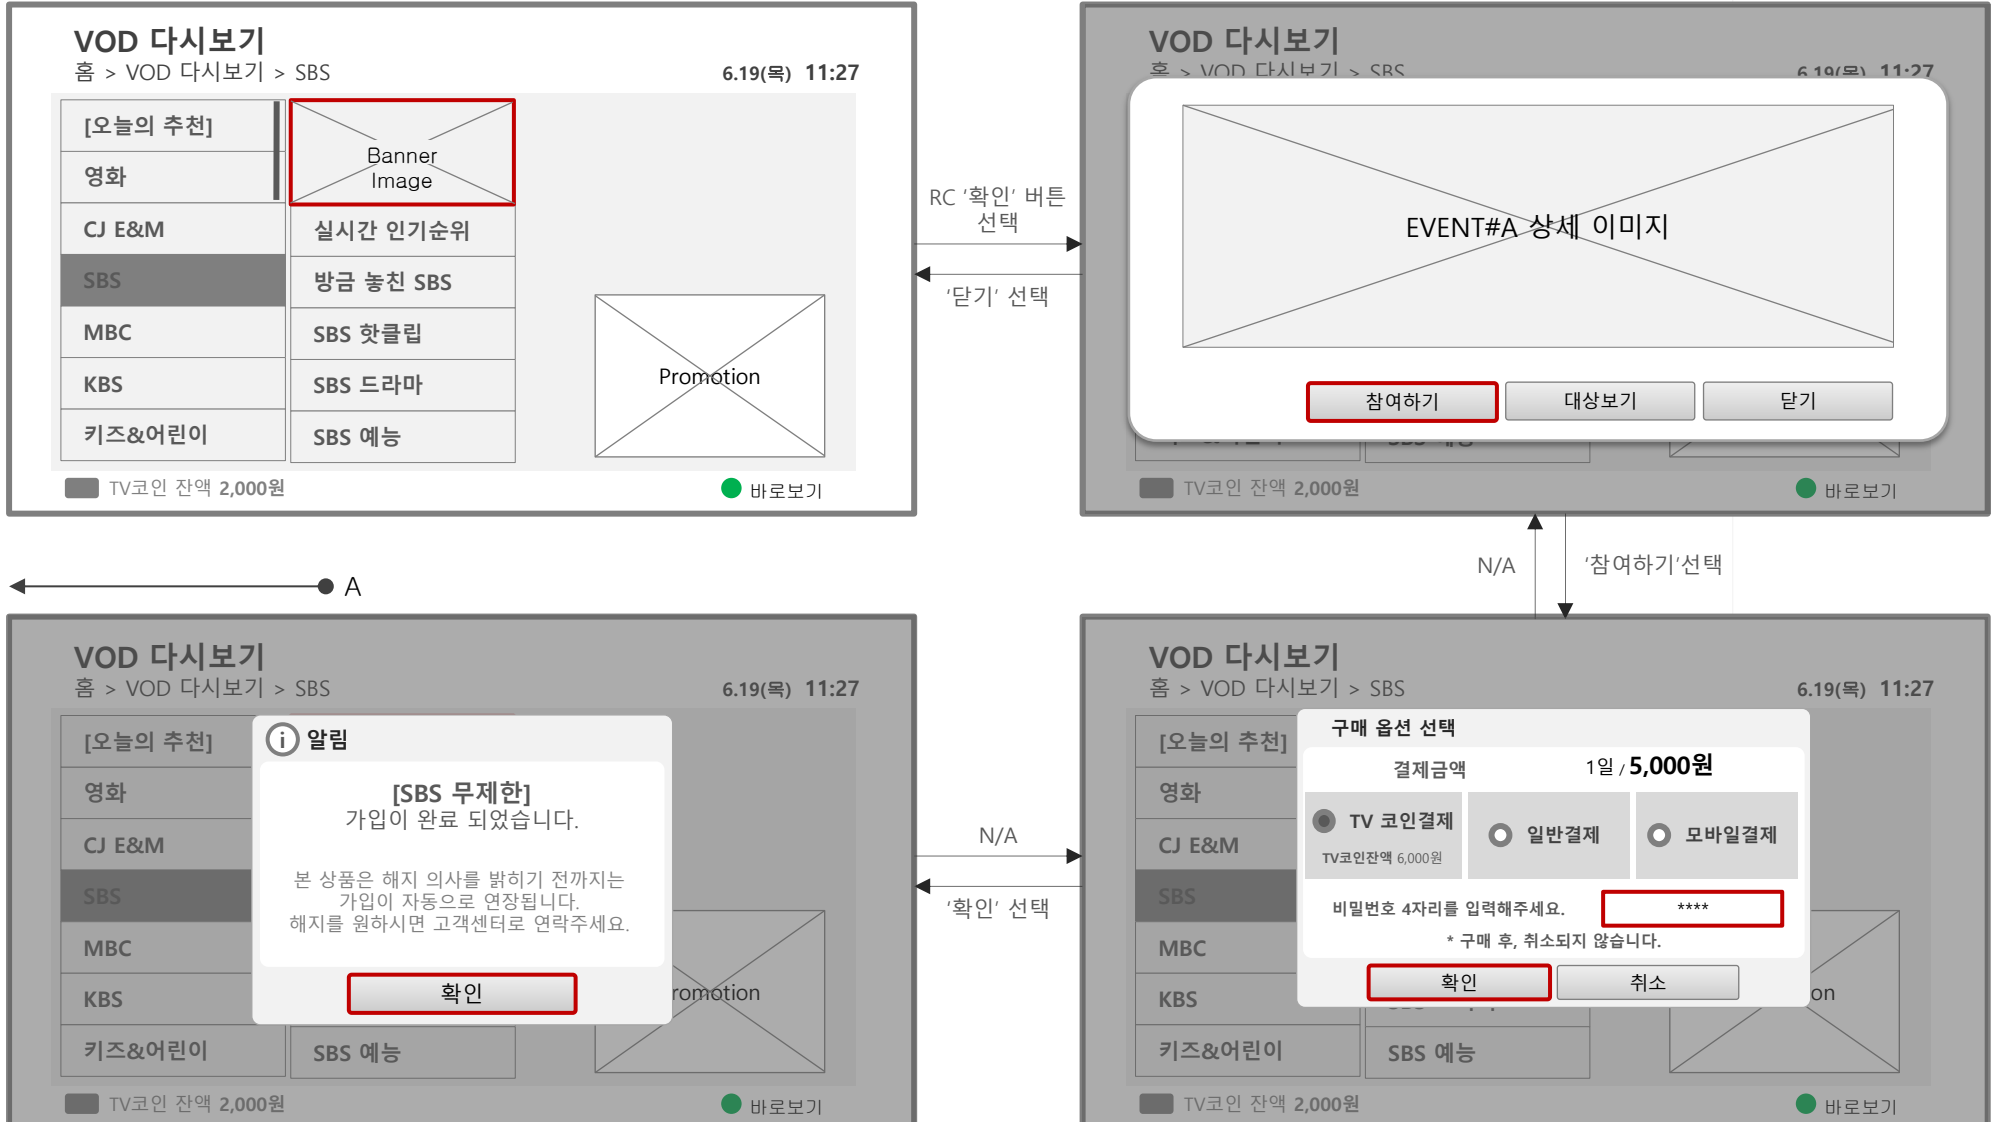 VOD 다시보기
홈 > VOD 다시보기 > SBS
6.19(목) 11:27
[오늘의 추천]
영화
CJ E&M
SBS
MBC
KBS
키즈&어린이
Banner
Image
실시간 인기순위
방금 놓친 SBS
SBS 핫클립
SBS 드라마
SBS 예능
Promotion
TV코인 잔액 2,000원
바로보기
RC ‘확인’ 버튼
선택
‘닫기’ 선택
VOD 다시보기
홈 > VOD 다시보기 > SBS
6.19(목) 11:27
EVENT#A 상세 이미지
참여하기
대상보기
닫기
TV코인 잔액 2,000원
바로보기
N/A
‘참여하기’선택
A
VOD 다시보기
홈 > VOD 다시보기 > SBS
6.19(목) 11:27
[오늘의 추천]
영화
CJ E&M
SBS
MBC
KBS
키즈&어린이
i 알림
[SBS 무제한]
가입이 완료 되었습니다.
본 상품은 해지 의사를 밝히기 전까지는
가입이 자동으로 연장됩니다.
해지를 원하시면 고객센터로 연락주세요.
확인
romotion
SBS 예능
TV코인 잔액 2,000원
바로보기
N/A
‘확인’ 선택
VOD 다시보기
홈 > VOD 다시보기 > SBS
6.19(목) 11:27
[오늘의 추천]
영화
CJ E&M
SBS
MBC
KBS
키즈&어린이
구매 옵션 선택
결제금액 1일 / 5,000원
TV 코인결제
TV코인잔액 6,000원
일반결제
모바일결제
비밀번호 4자리를 입력해주세요. ****
* 구매 후, 취소되지 않습니다.
확인
취소
on
SBS 예능
TV코인 잔액 2,000원
바로보기